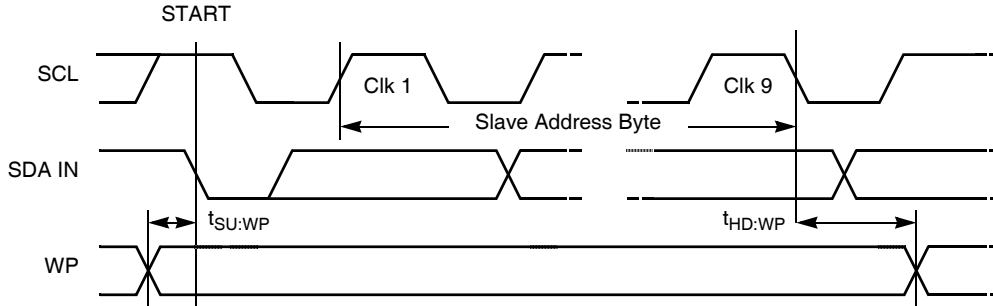 START
SCL
Clk 1
Clk 9
Slave Address Byte
SDA IN
tSU:WP
tHD:WP
WP